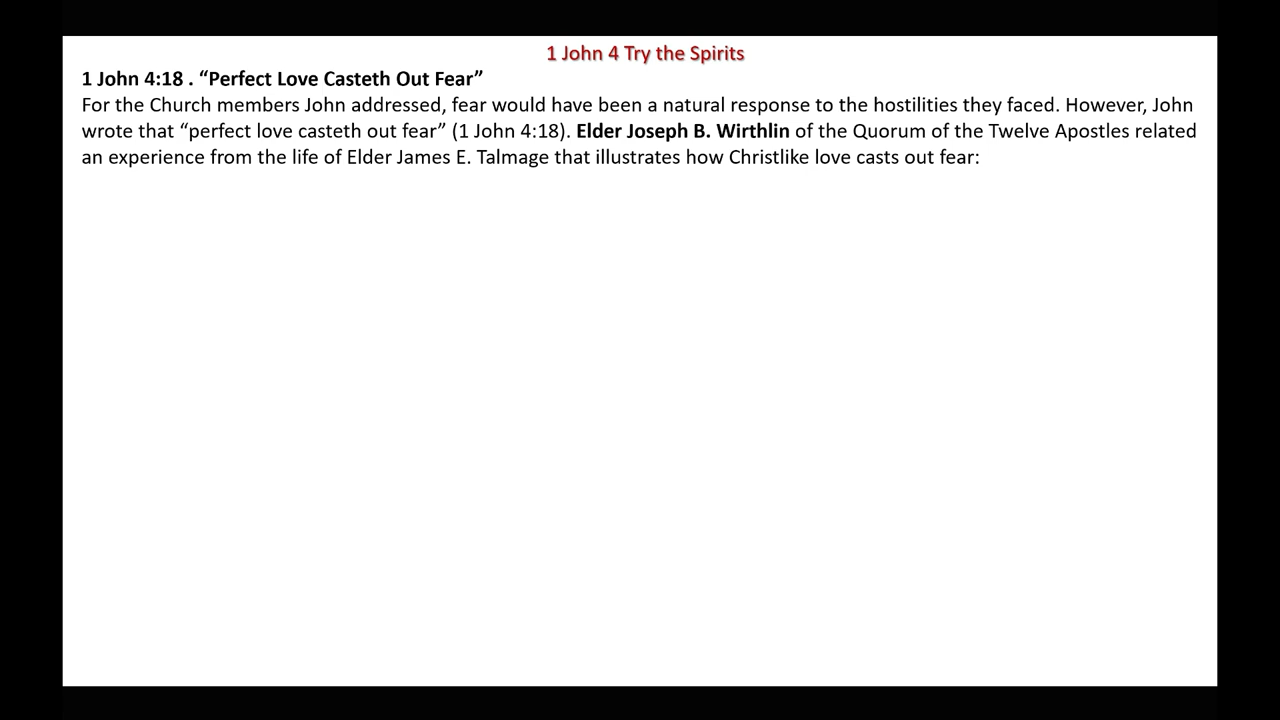 1 John 4 Try the Spirits
1 John 4:18 . “Perfect Love Casteth Out Fear”
For the Church members John addressed, fear would have been a natural response to the hostilities they faced. However, John
wrote that “perfect love casteth out fear” (1 John 4:18). Elder Joseph B. Wirthlin of the Quorum of the Twelve Apostles related
an experience from the life of Elder James E. Talmage that illustrates how Christlike love casts out fear: